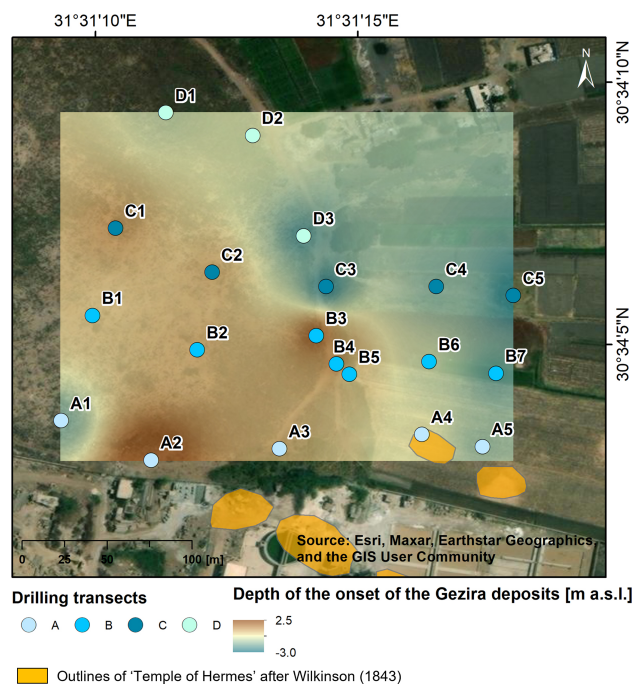 31°31'10"E 31°31'15"E
N
30°34'10"N
D1
D2
D3
C1
C2
C3
C4
C5
B1
B2
B3
B4
B5
B6
B7
30°34'5"N
A1
A2
A3
A4
A5
Source: Esri, Maxar, Earthstar Geographics,
and the GIS User Community
0 25 50 100 [m]
Drilling transects
A B C D
Depth of the onset of the Gezira deposits [m a.s.l.]
2.5
-3.0
Outlines of 'Temple of Hermes' after Wilkinson (1843)